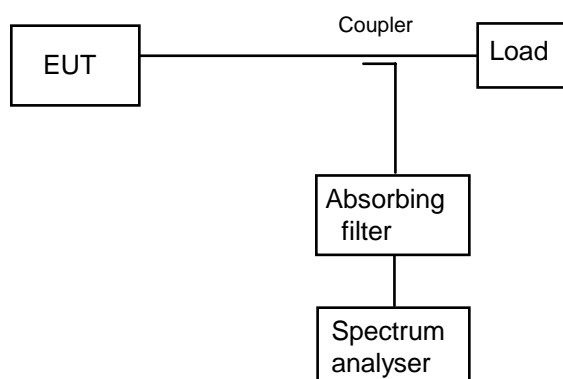 Coupler
EUT
Load
Absorbing
filter
Spectrum
analyser